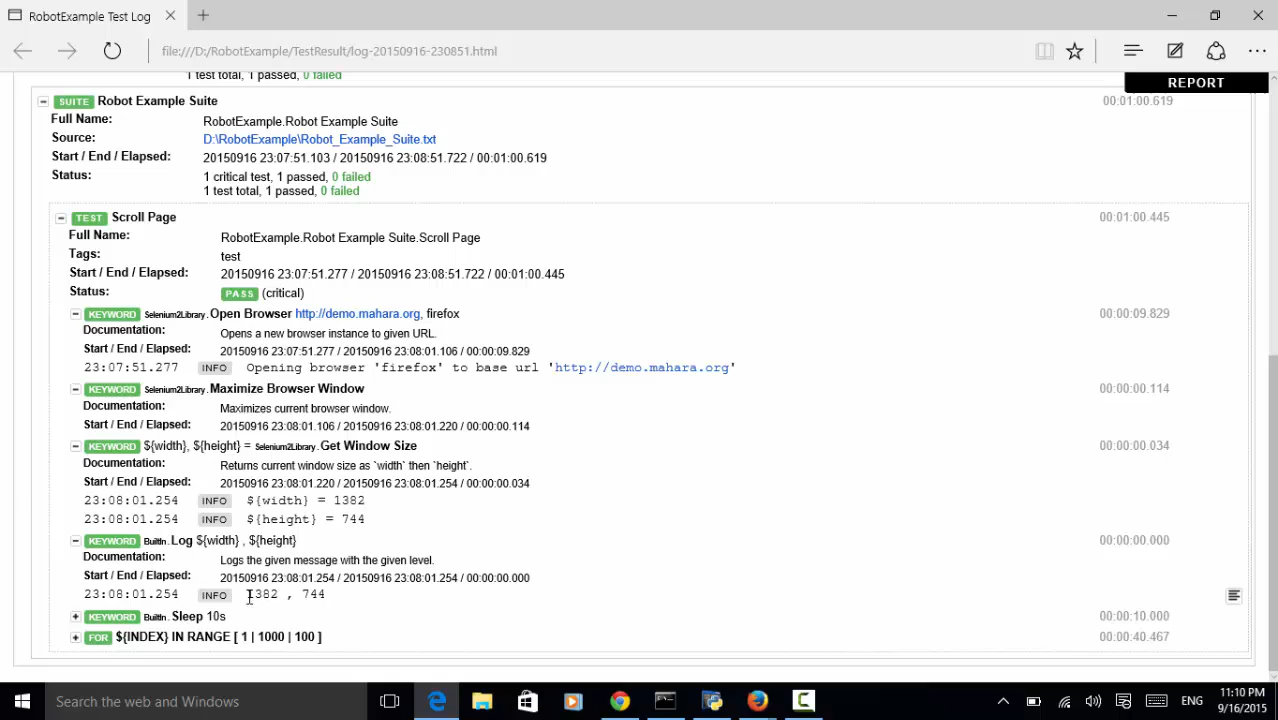 RobotExample Test Log
file:///D:/RobotExample/TestResult/log-20150916-230851.html
1 test total, 1 passed, 0 failed
REPORT
SUITE Robot Example Suite 00:01:00.619
Full Name: RobotExample.Robot Example Suite
Source: D:\RobotExample\Robot_Example_Suite.txt
Start / End / Elapsed: 20150916 23:07:51.103 / 20150916 23:08:51.722 / 00:01:00.619
Status: 1 critical test, 1 passed, 0 failed
1 test total, 1 passed, 0 failed
TEST Scroll Page 00:01:00.445
Full Name: RobotExample.Robot Example Suite.Scroll Page
Tags: test
Start / End / Elapsed: 20150916 23:07:51.277 / 20150916 23:08:51.722 / 00:01:00.445
Status: PASS (critical)
KEYWORD Selenium2Library.Open Browser http://demo.mahara.org, firefox 00:00:09.829
Documentation: Opens a new browser instance to given URL.
Start / End / Elapsed: 20150916 23:07:51.277 / 20150916 23:08:01.106 / 00:00:09.829
23:07:51.277 INFO Opening browser 'firefox' to base url 'http://demo.mahara.org'
KEYWORD Selenium2Library.Maximize Browser Window 00:00:00.114
Documentation: Maximizes current browser window.
Start / End / Elapsed: 20150916 23:08:01.106 / 20150916 23:08:01.220 / 00:00:00.114
KEYWORD ${width}, ${height} = Selenium2Library.Get Window Size 00:00:00.034
Documentation: Returns current window size as `width` then `height`.
Start / End / Elapsed: 20150916 23:08:01.220 / 20150916 23:08:01.254 / 00:00:00.034
23:08:01.254 INFO ${width} = 1382
23:08:01.254 INFO ${height} = 744
KEYWORD BuiltIn.Log ${width} , ${height} 00:00:00.000
Documentation: Logs the given message with the given level.
Start / End / Elapsed: 20150916 23:08:01.254 / 20150916 23:08:01.254 / 00:00:00.000
23:08:01.254 INFO 1382 , 744
KEYWORD BuiltIn.Sleep 10s 00:00:10.000
FOR ${INDEX} IN RANGE [ 1 | 1000 | 100 ] 00:00:40.467
Search the web and Windows
ENG
11:10 PM
9/16/2015